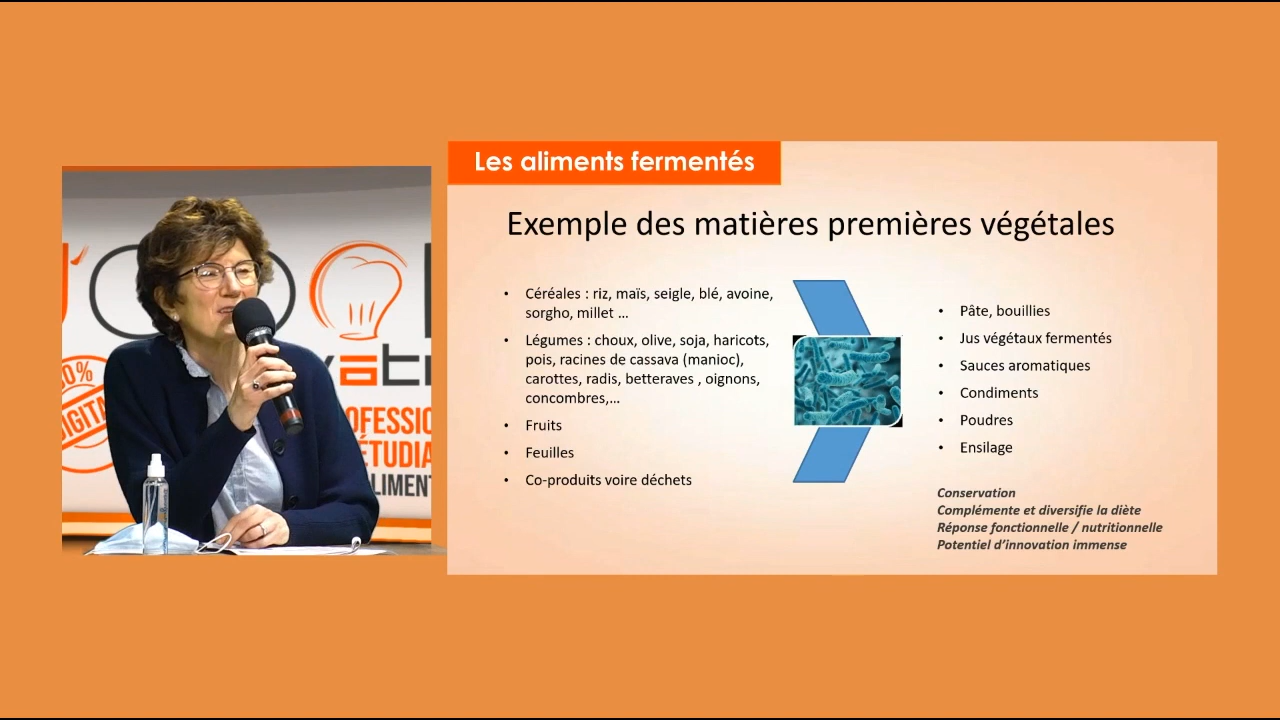 Les aliments fermentés
Exemple des matières premières végétales
• Céréales : riz, maïs, seigle, blé, avoine,
sorgho, millet ...
• Légumes : choux, olive, soja, haricots,
pois, racines de cassava (manioc),
carottes, radis, betteraves , oignons,
concombres,...
• Fruits
• Feuilles
• Co-produits voire déchets
• Pâte, bouillies
• Jus végétaux fermentés
• Sauces aromatiques
• Condiments
• Poudres
• Ensilage
Conservation
Complémente et diversifie la diète
Réponse fonctionnelle / nutritionnelle
Potentiel d’innovation immense